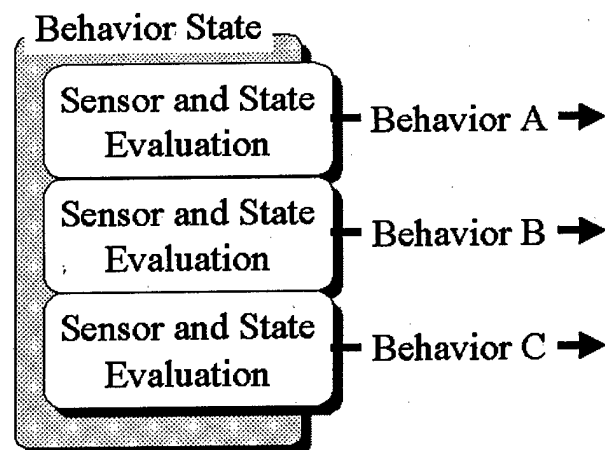 Behavior State
Sensor and State
Evaluation
Behavior A
Sensor and State
Evaluation
Behavior B
Sensor and State
Evaluation
Behavior C